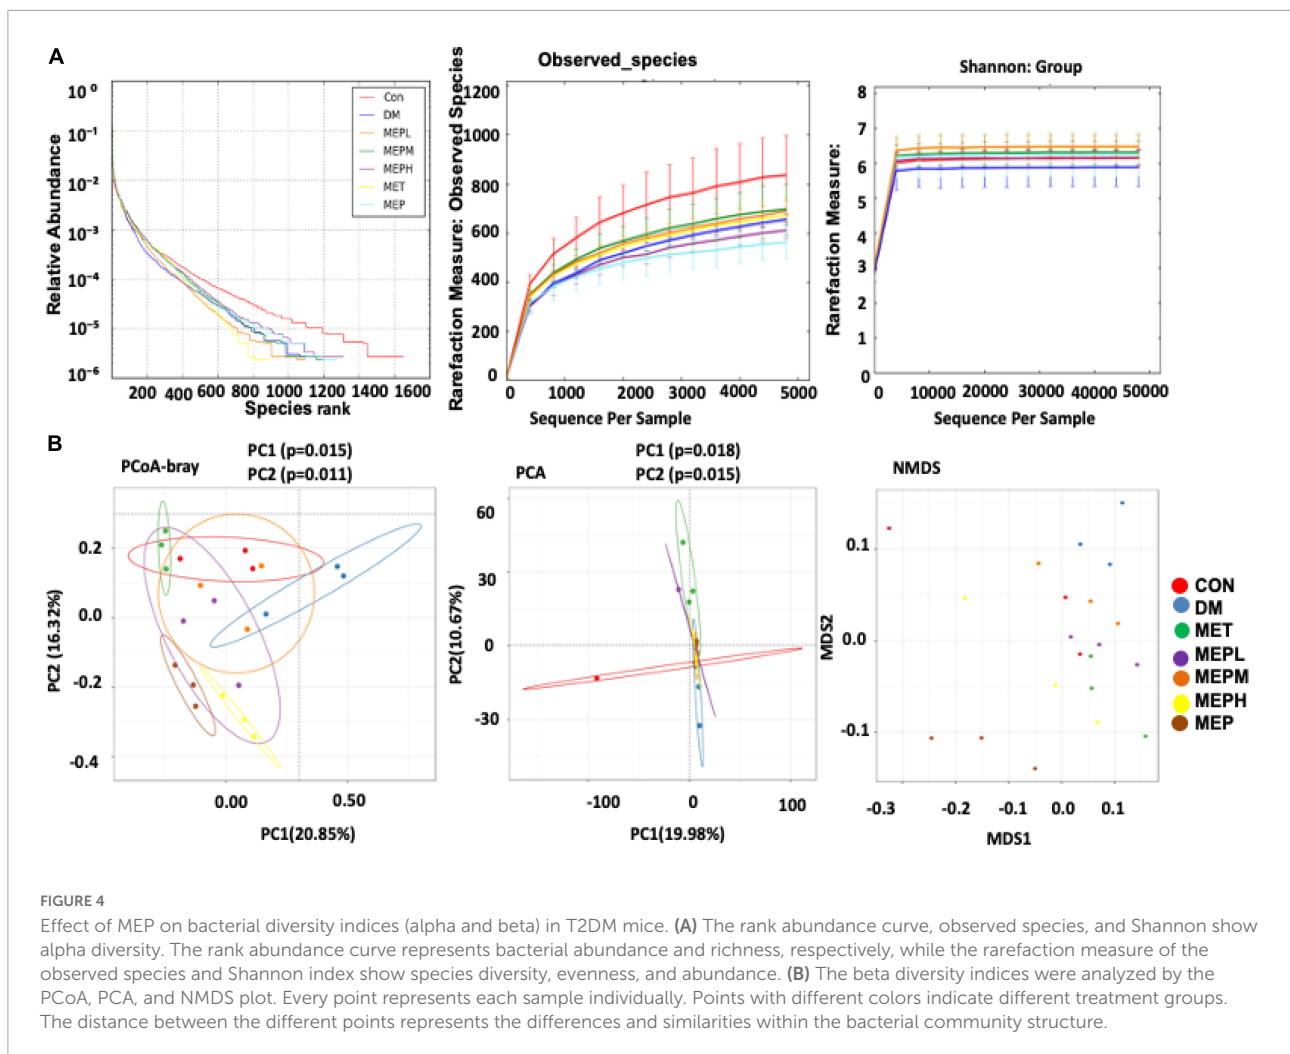 A
Observed_species
Shannon: Group
Relative Abundance
10 0
10 -1
10 -2
10 -3
10 -4
10 -5
10 -6
Con
DM
MEPL
MEPM
MEPH
MET
MEP
200 400 600 800 1000 1200 1400 1600
Species rank
Rarefaction Measure: Observed Species
1200
1000
800
600
400
200
0
0 1000 2000 3000 4000 5000
Sequence Per Sample
Rarefaction Measure:
8
7
6
5
4
3
2
1
0
0 10000 20000 30000 40000 50000
Sequence Per Sample
B
PCoA-bray
PC1 (p=0.015)
PC2 (p=0.011)
PC2 (16.32%)
0.2
0.0
-0.2
-0.4
0.00 0.50
PC1(20.85%)
PCA
PC1 (p=0.018)
PC2 (p=0.015)
PC2(10.67%)
60
30
0
-30
-100 0 100
PC1(19.98%)
NMDS
MDS2
0.1
0.0
-0.1
-0.3 -0.2 -0.1 0.0 0.1
MDS1
CON
DM
MET
MEPL
MEPM
MEPH
MEP
FIGURE 4
Effect of MEP on bacterial diversity indices (alpha and beta) in T2DM mice. (A) The rank abundance curve, observed species, and Shannon show
alpha diversity. The rank abundance curve represents bacterial abundance and richness, respectively, while the rarefaction measure of the
observed species and Shannon index show species diversity, evenness, and abundance. (B) The beta diversity indices were analyzed by the
PCoA, PCA, and NMDS plot. Every point represents each sample individually. Points with different colors indicate different treatment groups.
The distance between the different points represents the differences and similarities within the bacterial community structure.